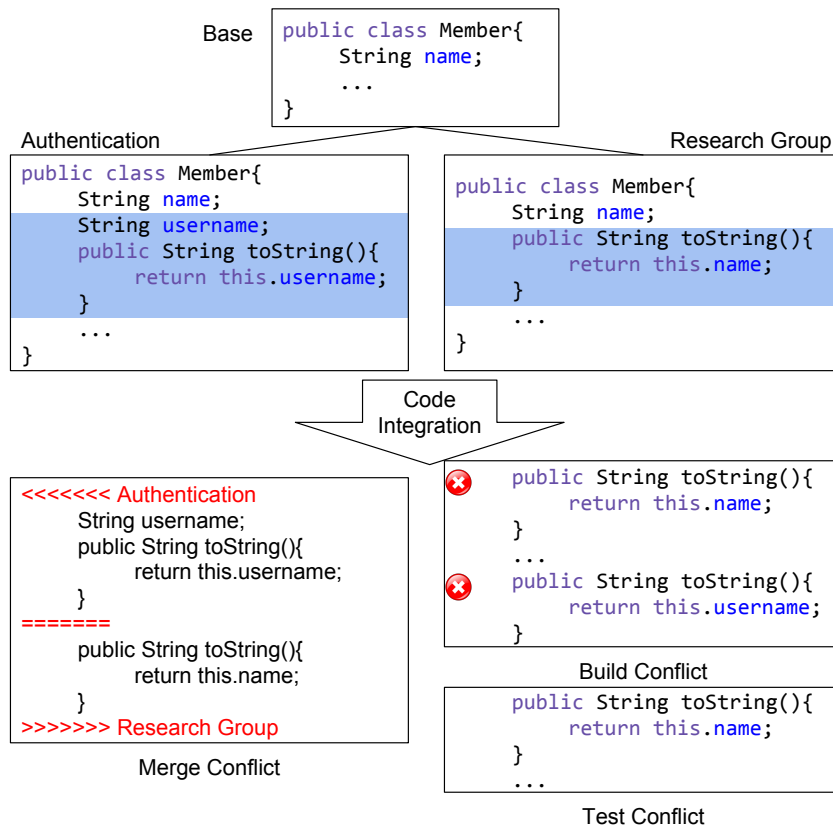 Base
public class Member{
String name;
...
}
Authentication
public class Member{
String name;
String username;
public String toString(){
return this.username;
}
...
}
Research Group
public class Member{
String name;
public String toString(){
return this.name;
}
...
}
Code
Integration
<<<<<<< Authentication
String username;
public String toString(){
return this.username;
}
=======
public String toString(){
return this.name;
}
>>>>>>> Research Group
Merge Conflict
public String toString(){
return this.name;
}
...
public String toString(){
return this.username;
}
Build Conflict
public String toString(){
return this.name;
}
...
Test Conflict